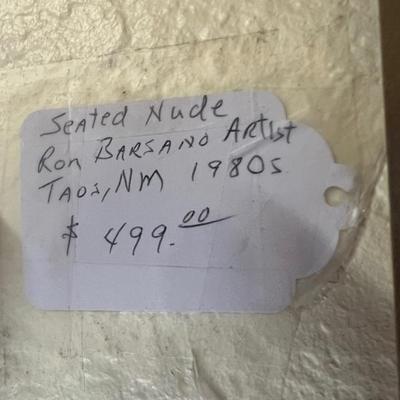 Seated Nude
Ron Barsano Artist
Taos, NM 1980s
$ 499.00